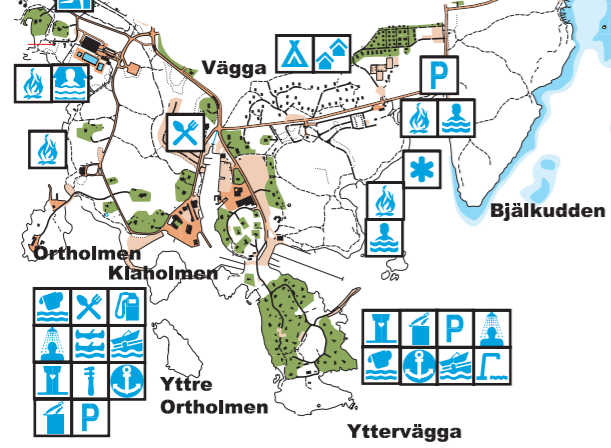 Vägga
P
Bjälkudden
Ortholmen
Klaholmen
P
Yttre
Ortholmen
P
Yttervägga